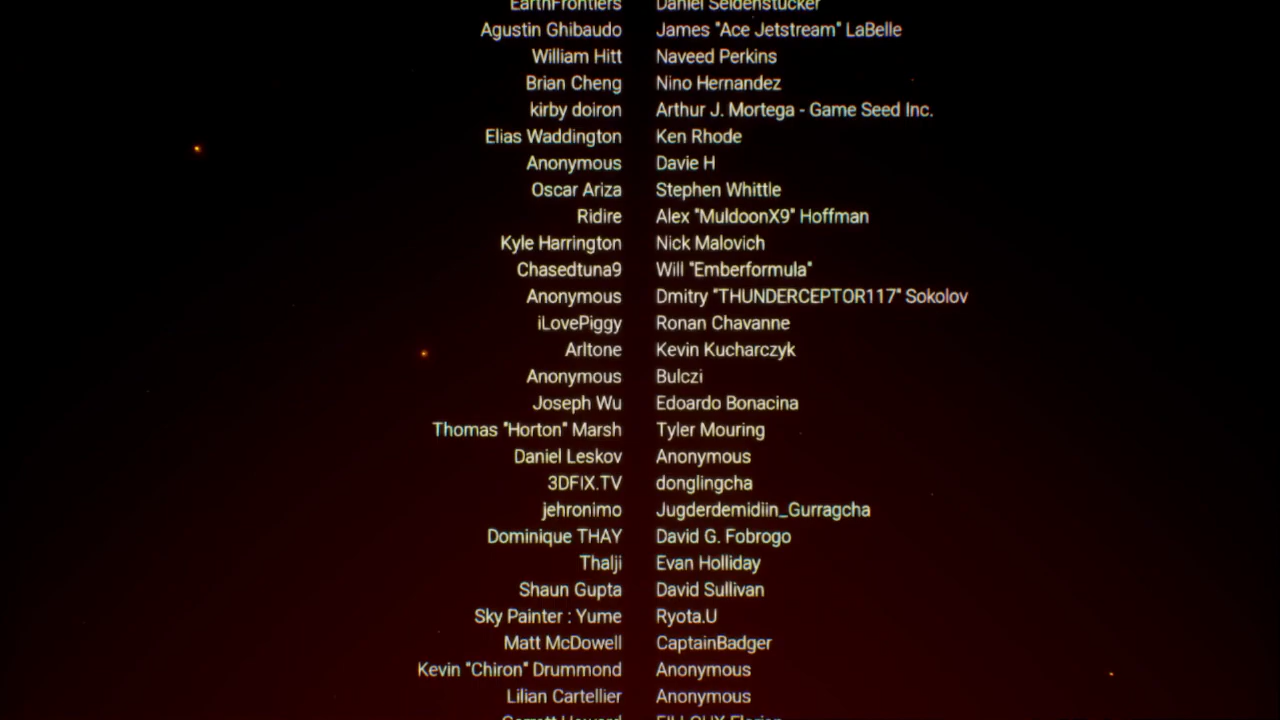 EarthFrontiers Daniel Seidenstucker
Agustin Ghibaudo James "Ace Jetstream" LaBelle
William Hitt Naveed Perkins
Brian Cheng Nino Hernandez
kirby doiron Arthur J. Mortega - Game Seed Inc.
Elias Waddington Ken Rhode
Anonymous Davie H
Oscar Ariza Stephen Whittle
Ridire Alex "MuldoonX9" Hoffman
Kyle Harrington Nick Malovich
Chasedtuna9 Will "Emberformula"
Anonymous Dmitry "THUNDERCEPTOR117" Sokolov
iLovePiggy Ronan Chavanne
Arltone Kevin Kucharczyk
Anonymous Bulczi
Joseph Wu Edoardo Bonacina
Thomas "Horton" Marsh Tyler Mouring
Daniel Leskov Anonymous
3DFIX.TV donglingcha
jehronimo Jugderdemidiin_Gurragcha
Dominique THAY David G. Fobrogo
Thalji Evan Holliday
Shaun Gupta David Sullivan
Sky Painter : Yume Ryota.U
Matt McDowell CaptainBadger
Kevin "Chiron" Drummond Anonymous
Lilian Cartellier Anonymous